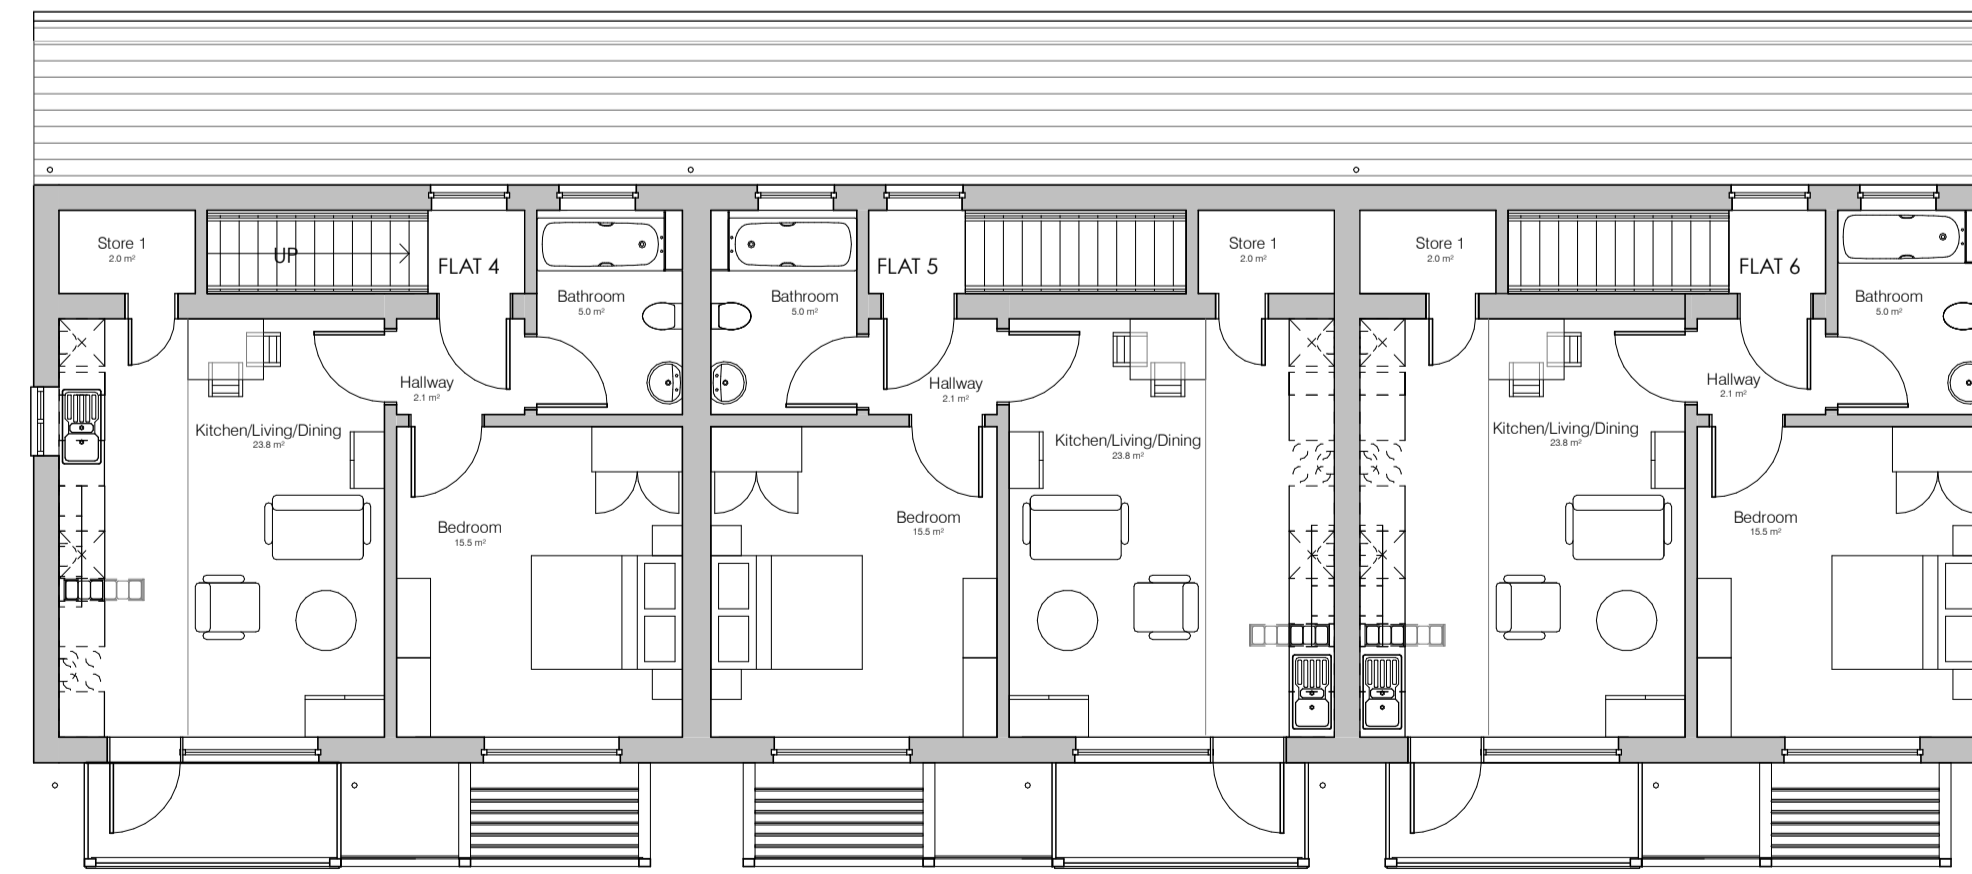 Store 1
2.0 m²
UP
FLAT 4
Bathroom
5.0 m²
Hallway
2.1 m²
Kitchen/Living/Dining
23.8 m²
Bedroom
15.5 m²
Bathroom
5.0 m²
FLAT 5
Store 1
2.0 m²
Hallway
2.1 m²
Kitchen/Living/Dining
23.8 m²
Bedroom
15.5 m²
Store 1
2.0 m²
FLAT 6
Bathroom
5.0 m²
Hallway
2.1 m²
Kitchen/Living/Dining
23.8 m²
Bedroom
15.5 m²